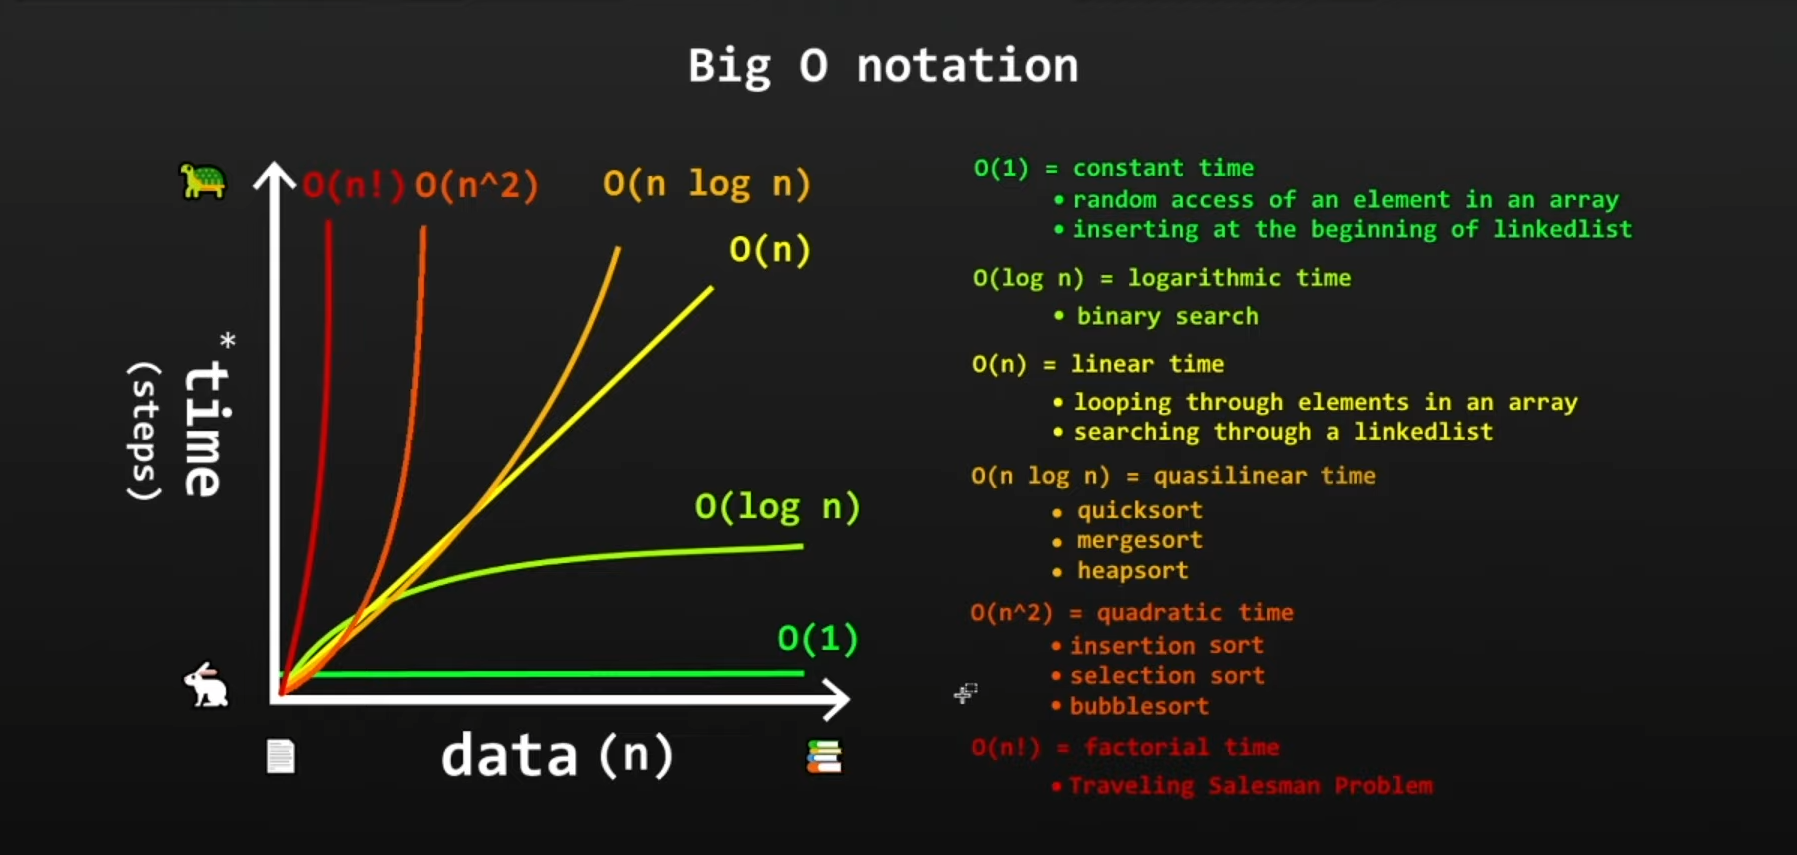 Big O notation
O(n!)
O(n^2)
O(n log n)
O(n)
O(log n)
O(1)
*
time
(steps)
data (n)
O(1) = constant time
• random access of an element in an array
• inserting at the beginning of linkedlist
O(log n) = logarithmic time
• binary search
O(n) = linear time
• looping through elements in an array
• searching through a linkedlist
O(n log n) = quasilinear time
• quicksort
• mergesort
• heapsort
O(n^2) = quadratic time
• insertion sort
• selection sort
• bubblesort
O(n!) = factorial time
• Traveling Salesman Problem